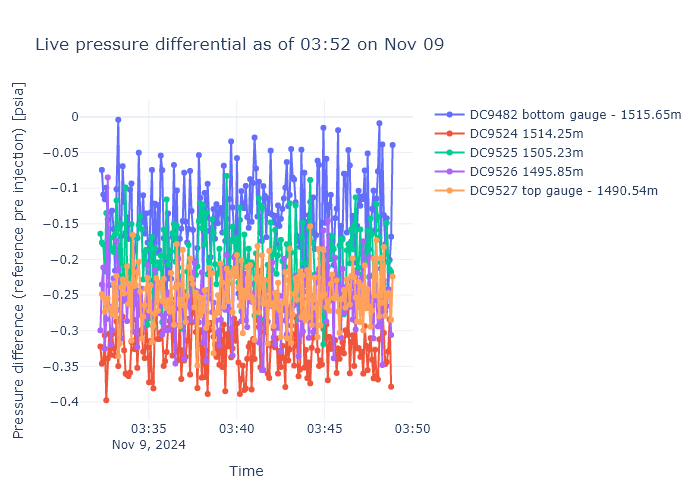 Live pressure differential as of 03:52 on Nov 09
Pressure difference (reference pre injection) [psia]
0
−0.05
−0.1
−0.15
−0.2
−0.25
−0.3
−0.35
−0.4
03:35
Nov 9, 2024
03:40
03:45
03:50
Time
DC9482 bottom gauge - 1515.65m
DC9524 1514.25m
DC9525 1505.23m
DC9526 1495.85m
DC9527 top gauge - 1490.54m